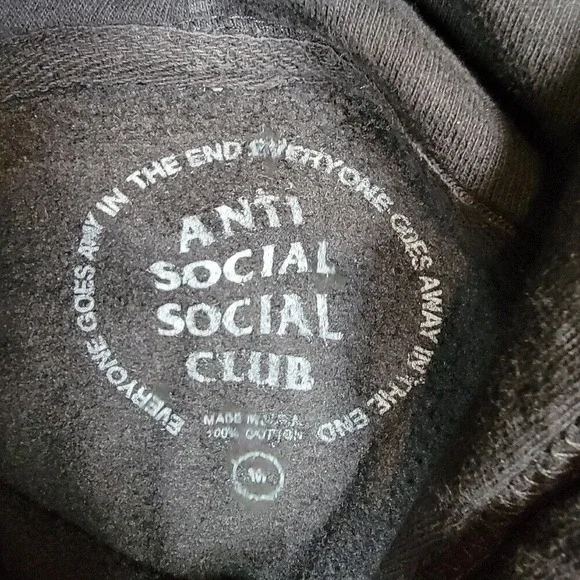 EVERYONE GOES AWAY IN THE END EVERYONE GOES AWAY IN THE END
ANTI
SOCIAL
SOCIAL
CLUB
MADE IN U.S.A.
100% COTTON